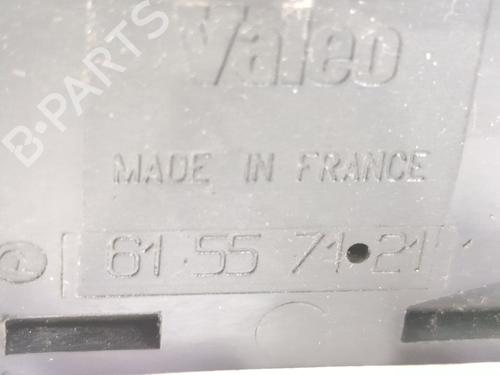 B-PARTS
Valeo
MADE IN FRANCE
61 55 71 21